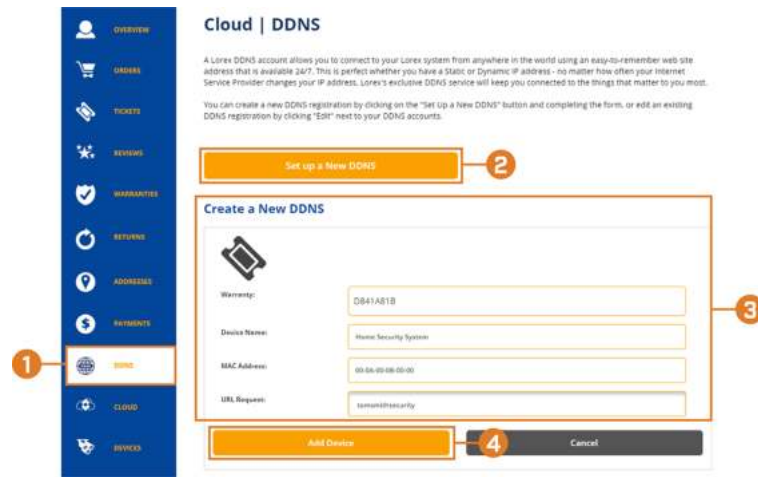 OVERVIEW
ORDERS
TICKETS
REVIEWS
WARRANTIES
RETURNS
ADDRESSES
PAYMENTS
1
DDNS
CLOUD
DEVICES
Cloud | DDNS
A Lorex DDNS account allows you to connect to your Lorex system from anywhere in the world using an easy-to-remember web site
address that is available 24/7. This is perfect whether you have a Static or Dynamic IP address - no matter how often your Internet
Service Provider changes your IP address, Lorex's exclusive DDNS service will keep you connected to the things that matter to you most.
You can create a new DDNS registration by clicking on the "Set Up a New DDNS" button and completing the form, or edit an existing
DDNS registration by clicking "Edit" next to your DDNS accounts.
Set up a New DDNS
2
Create a New DDNS
3
Warranty:
D841A81B
Device Name:
Home Security System
MAC Address:
URL Request:
tomsmithsecurity
Add Device
4
Cancel